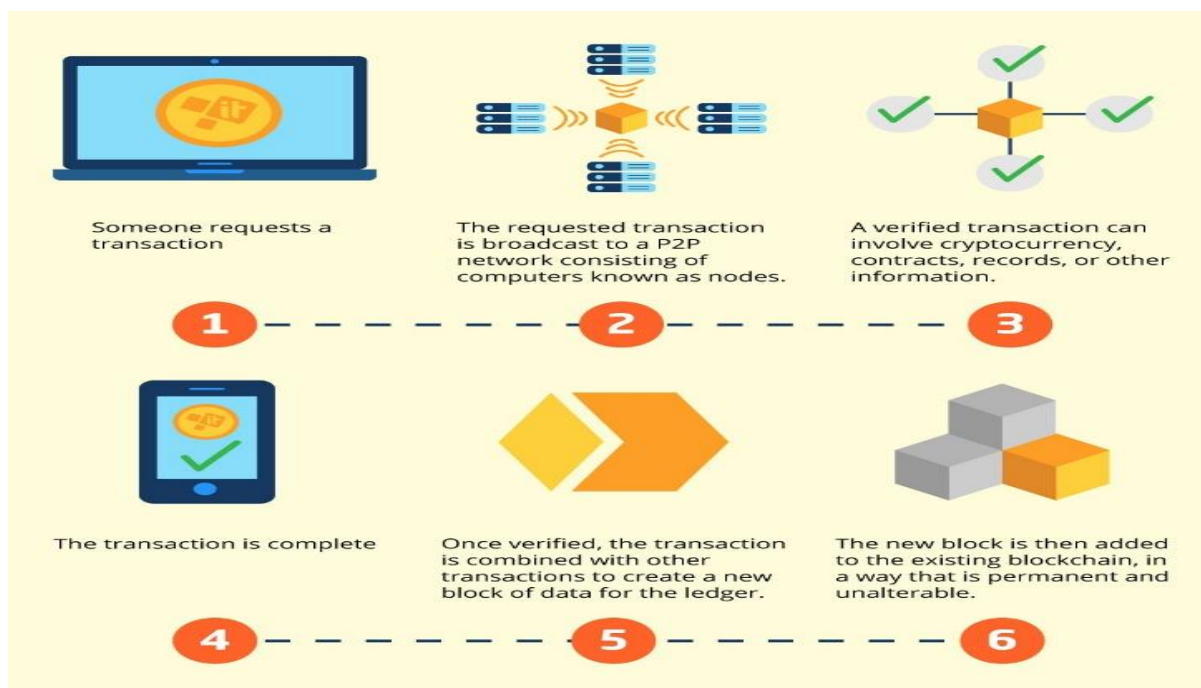 it
Someone requests a
transaction
1
The requested transaction
is broadcast to a P2P
network consisting of
computers known as nodes.
2
A verified transaction can
involve cryptocurrency,
contracts, records, or other
information.
3
it
The transaction is complete
4
Once verified, the transaction
is combined with other
transactions to create a new
block of data for the ledger.
5
The new block is then added
to the existing blockchain, in
a way that is permanent and
unalterable.
6